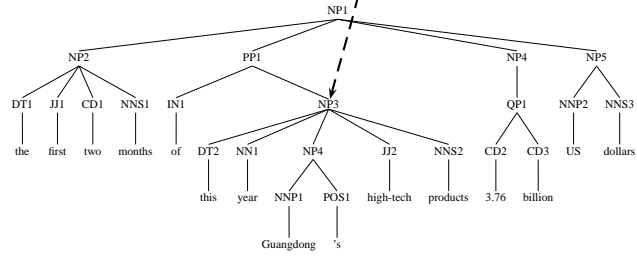 NP1
NP2 PP1 NP4 NP5
DT1 JJ1 CD1 NNS1 IN1 NP3 QP1 NNP2 NNS3
the first two months of DT2 NN1 NP4 JJ2 NNS2 CD2 CD3 US dollars
this year NNP1 POS1 high-tech products 3.76 billion
Guangdong 's